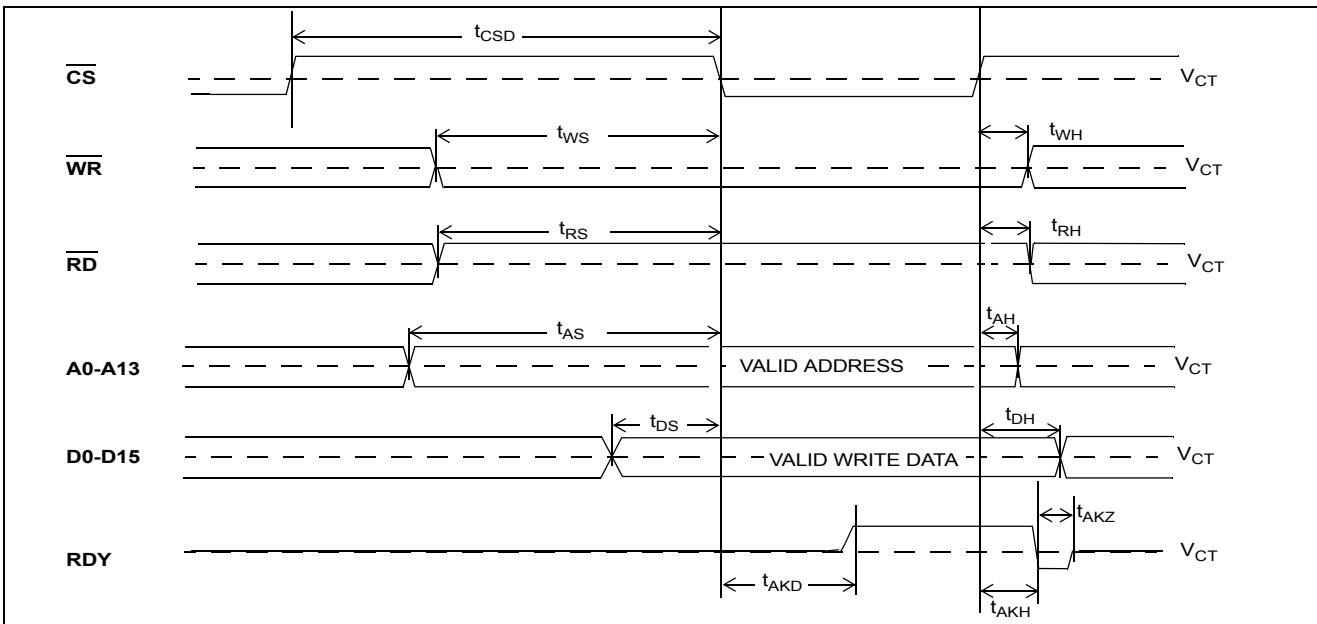 tCSD
CS
VCT
tWS
tWH
WR
VCT
tRS
tRH
RD
VCT
tAS
tAH
A0-A13
VALID ADDRESS
VCT
tDS
tDH
D0-D15
VALID WRITE DATA
VCT
tAKZ
RDY
VCT
tAKD
tAKH